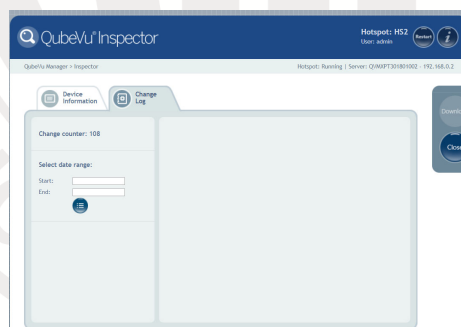 QubeVu® Inspector
Hotspot: HS2
User: admin
Restart
i
QubeVu Manager > Inspector
Hotspot: Running | Server: QVMXPT301801002 - 192.168.0.2
Device
Information
Change
Log
Change counter: 108
Select date range:
Start:
End:
Close